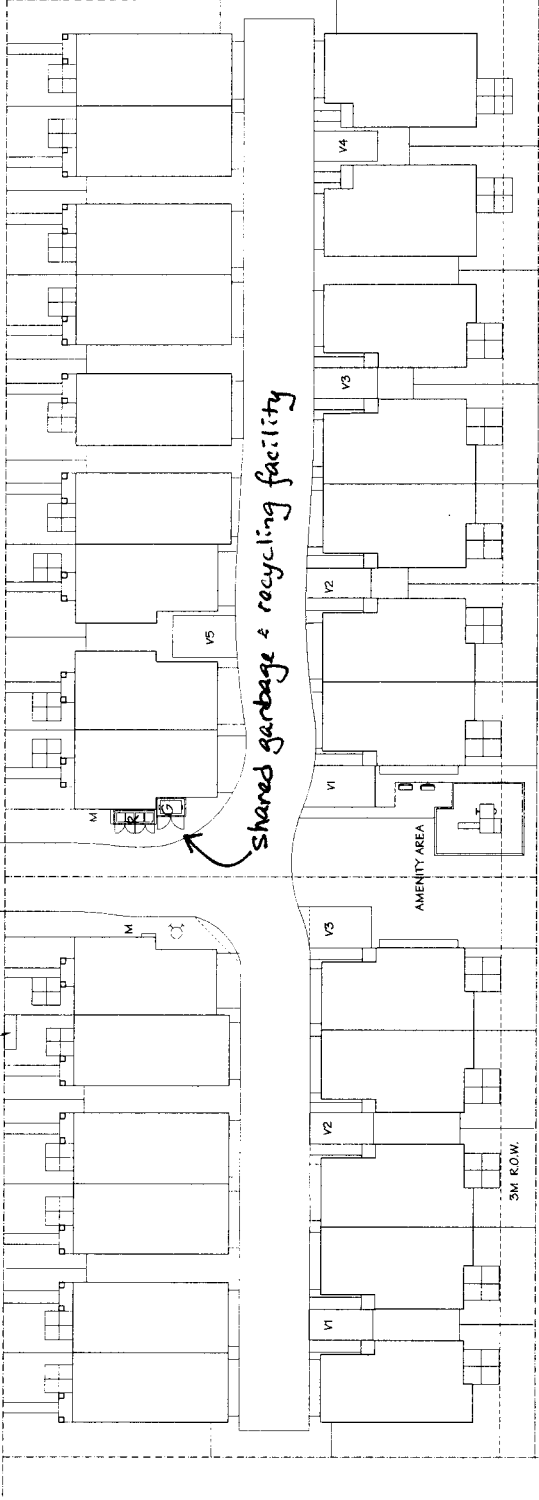 V4
V3
shared garbage & recycling facility
V2
V5
V1
M
R
G
AMENITY AREA
M
V3
V2
3M R.O.W.
V1